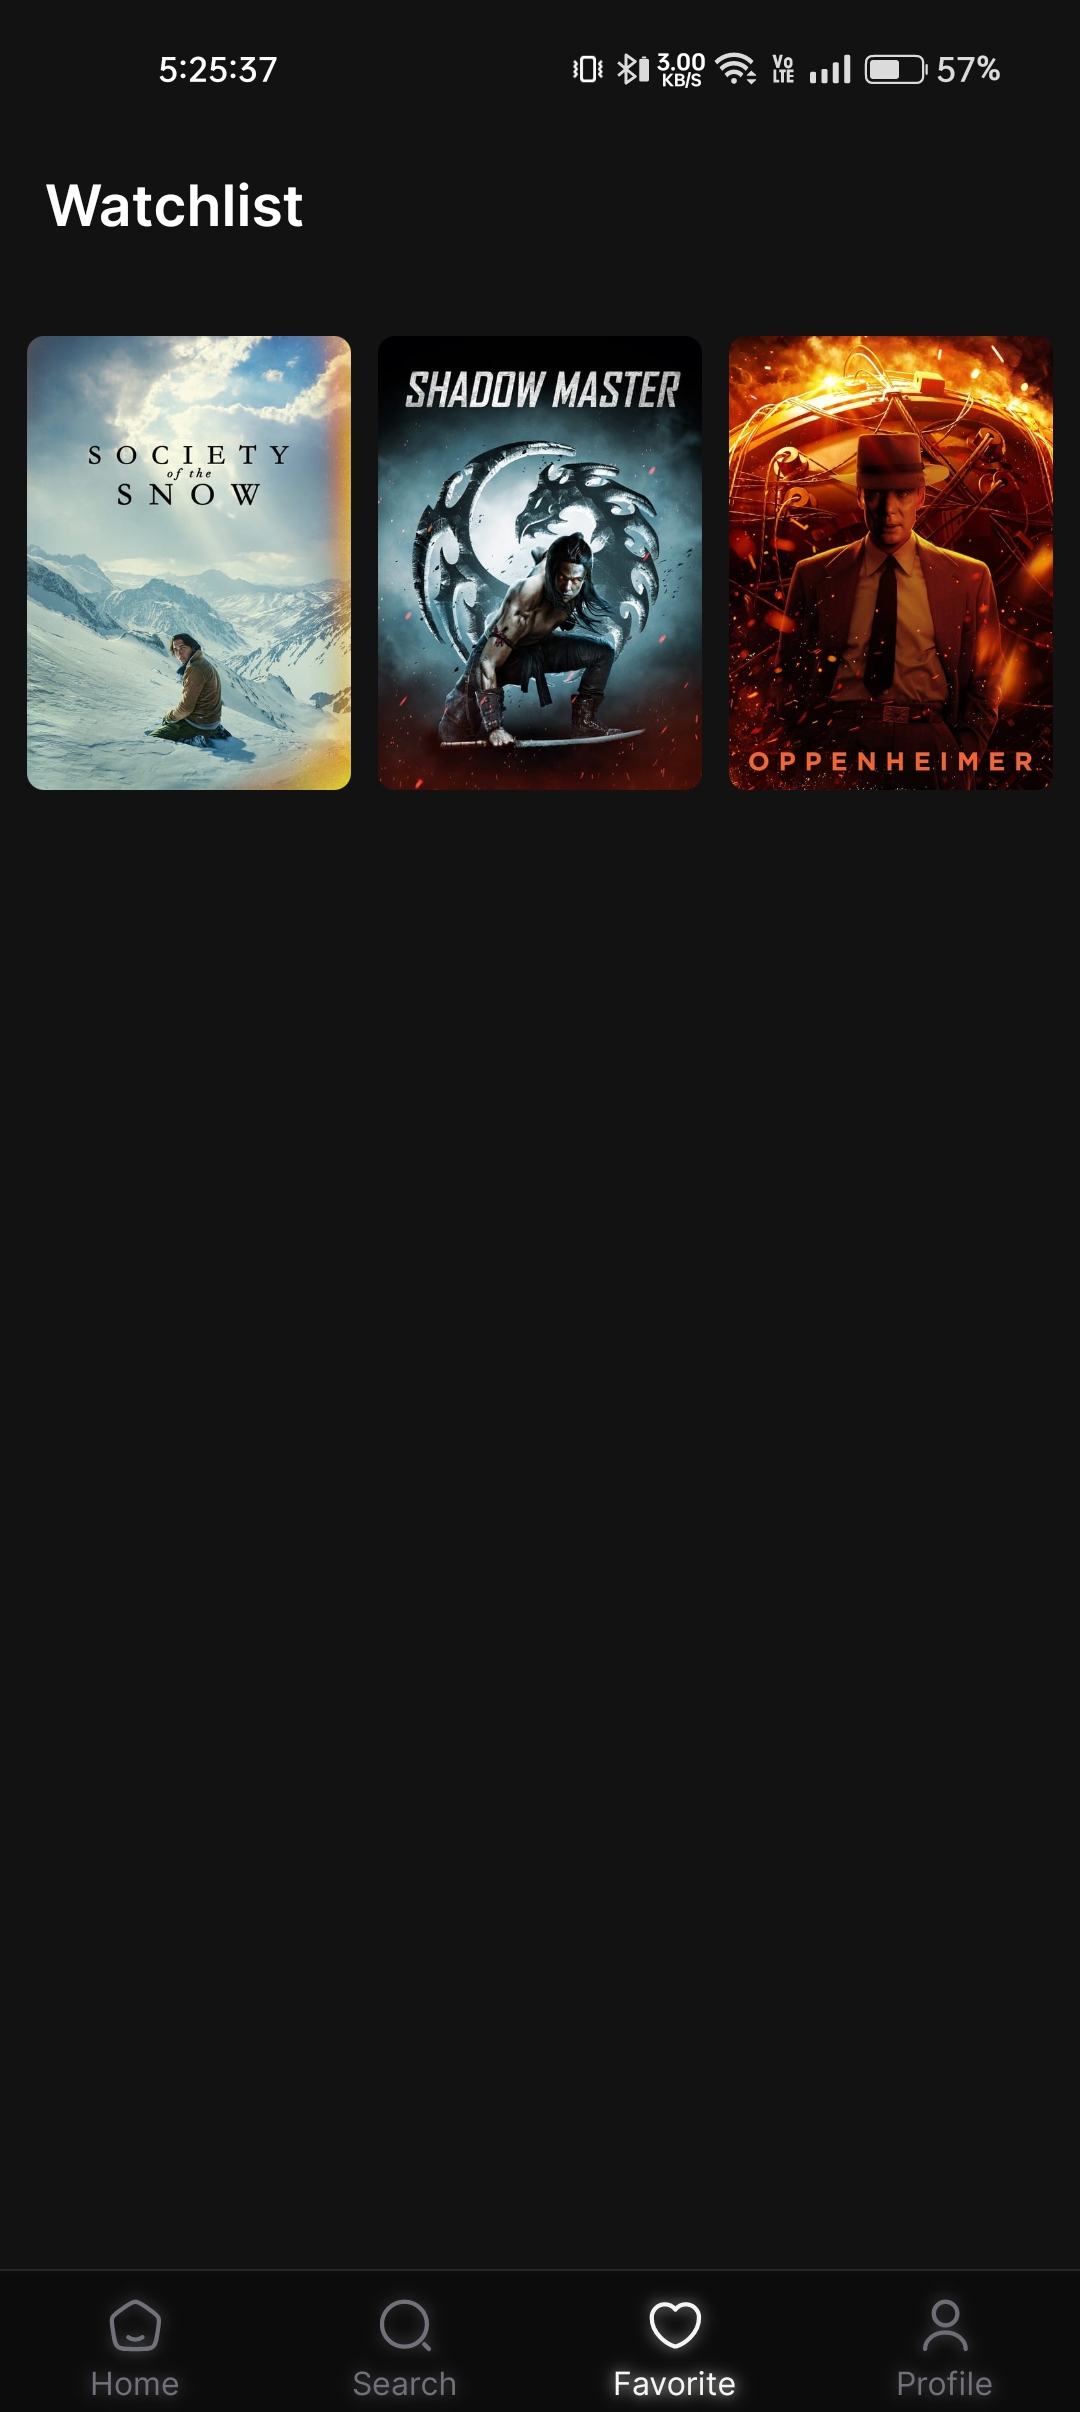 5:25:37
3.00
KB/S
Vo
LTE
57%
Watchlist
SOCIETY
of the
SNOW
SHADOW MASTER
OPPENHEIMER
Home
Search
Favorite
Profile